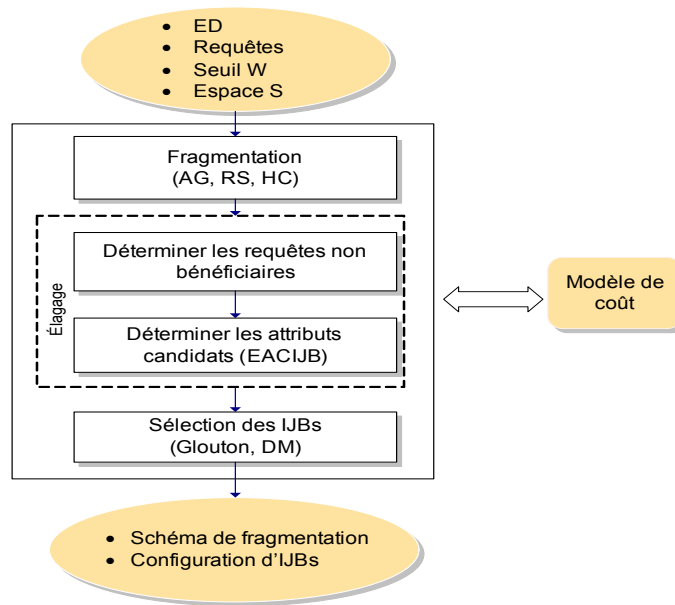 • ED
• Requêtes
• Seuil W
• Espace S
Fragmentation
(AG, RS, HC)
Élagage
Déterminer les requêtes non
bénéficiaires
Déterminer les attributs
candidats (EACIJB)
Sélection des IJBs
(Glouton, DM)
Modèle de
coût
• Schéma de fragmentation
• Configuration d'IJBs